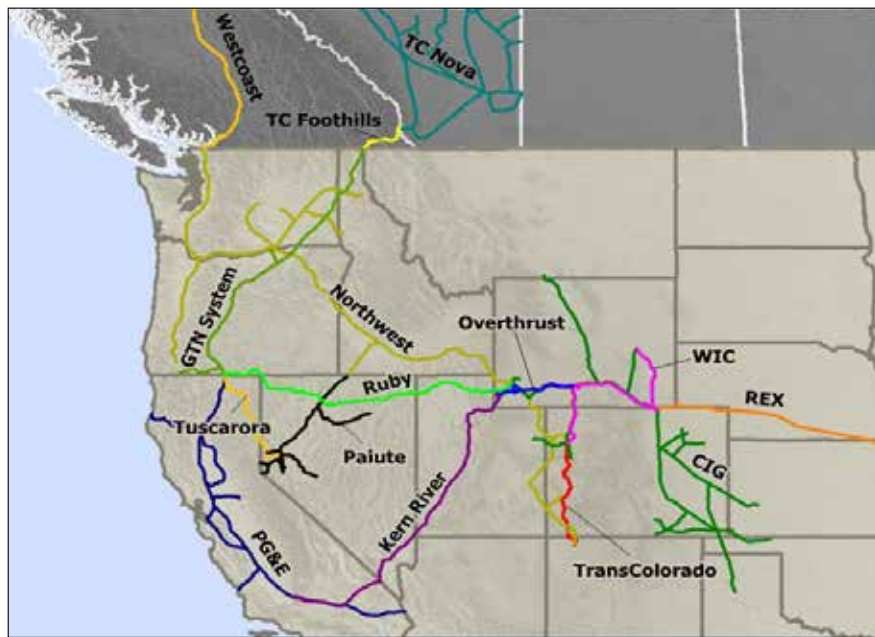 Westcoast
TC Nova
TC Foothills
GTN System
Northwest
Overthrust
WIC
Ruby
REX
Tuscarora
Paiute
CIG
Kern River
PG&E
TransColorado